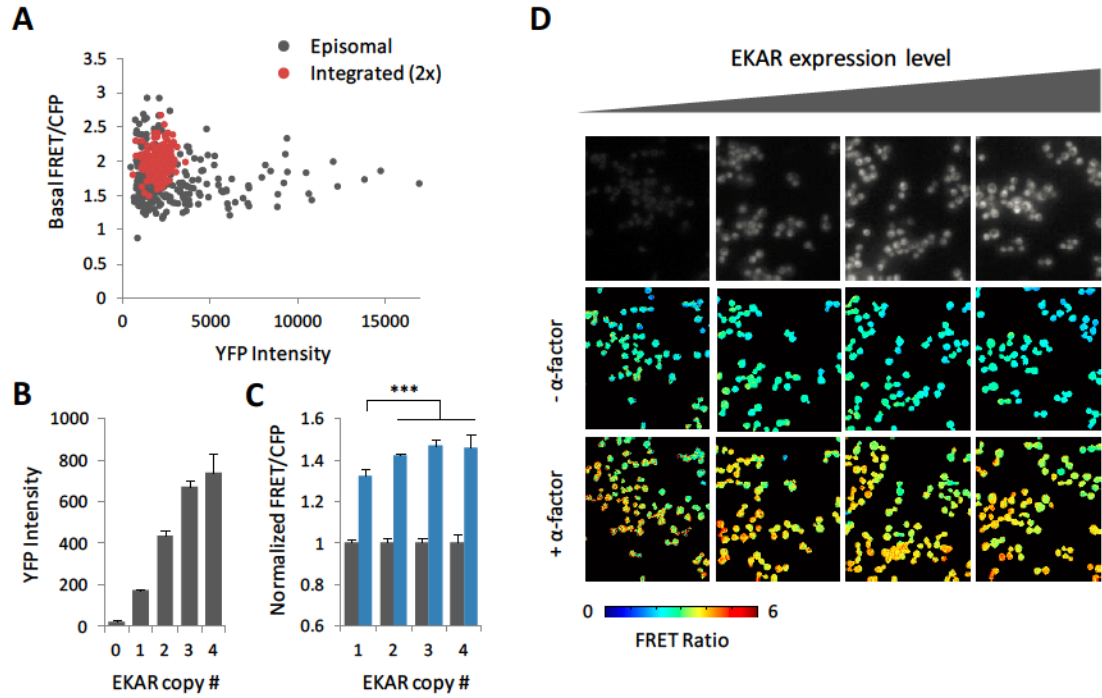 A
Episomal
Integrated (2x)
3.5
3
2.5
2
1.5
1
0.5
0
0 5000 10000 15000
Basal FRET/CFP
YFP Intensity
B
1000
800
600
400
200
0
0 1 2 3 4
YFP Intensity
EKAR copy #
C
***
1.6
1.4
1.2
1
0.8
0.6
1 2 3 4
Normalized FRET/CFP
EKAR copy #
D
EKAR expression level
- α-factor
+ α-factor
0 6
FRET Ratio